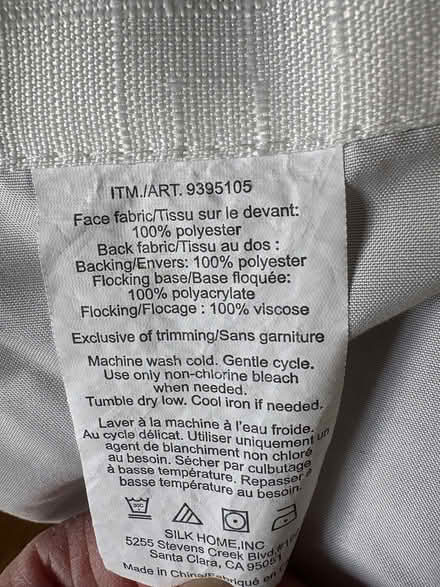 ITM./ART. 9395105
Face fabric/Tissu sur le devant:
100% polyester
Back fabric/Tissu au dos :
Backing/Envers: 100% polyester
Flocking base/Base floquée:
100% polyacrylate
Flocking/Flocage : 100% viscose
Exclusive of trimming/Sans garniture
Machine wash cold. Gentle cycle.
Use only non-chlorine bleach
when needed.
Tumble dry low. Cool iron if needed.
Laver à la machine à l'eau froide.
Au cycle délicat. Utiliser uniquement un
agent de blanchiment non chloré
au besoin. Sécher par culbutage
à basse température. Repasser à
basse température au besoin.
SILK HOME,INC
5255 Stevens Creek Blvd.
Santa Clara, CA 95051
Made in China/Fabriqué en